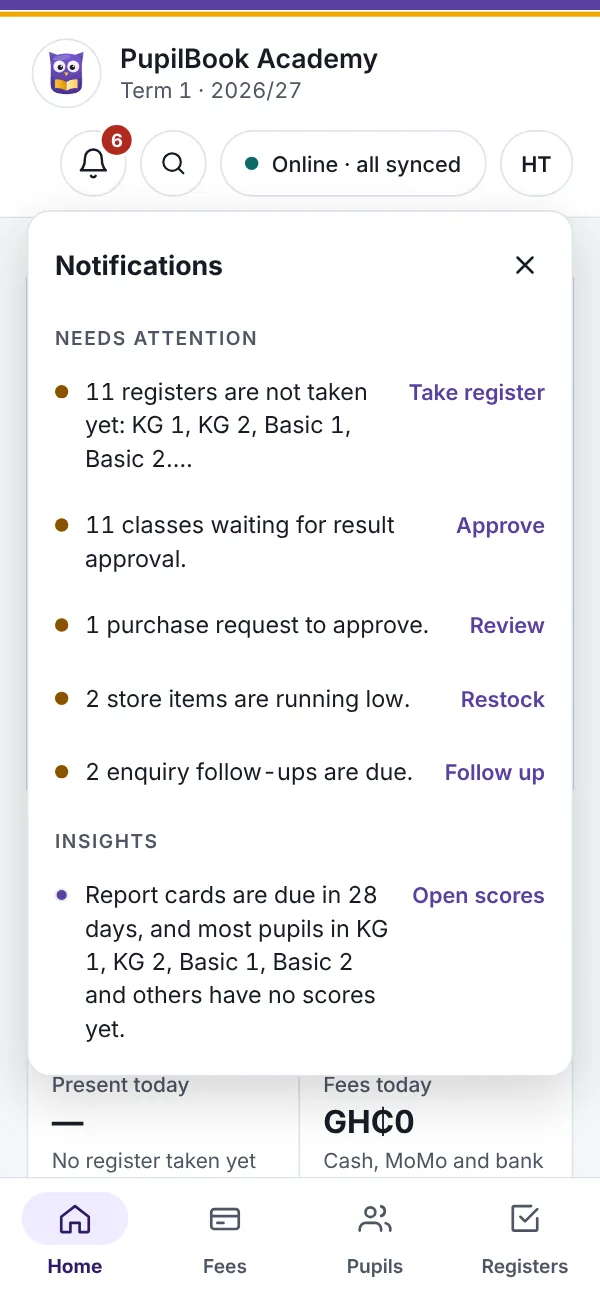 PupilBook Academy
Term 1 · 2026/27
6
Online · all synced
HT
Notifications
NEEDS ATTENTION
11 registers are not taken
yet: KG 1, KG 2, Basic 1,
Basic 2....
Take register
11 classes waiting for result
approval.
Approve
1 purchase request to approve.
Review
2 store items are running low.
Restock
2 enquiry follow-ups are due.
Follow up
INSIGHTS
Report cards are due in 28
days, and most pupils in KG
1, KG 2, Basic 1, Basic 2
and others have no scores
yet.
Open scores
Present today
—
No register taken yet
Fees today
GH₵0
Cash, MoMo and bank
Home
Fees
Pupils
Registers